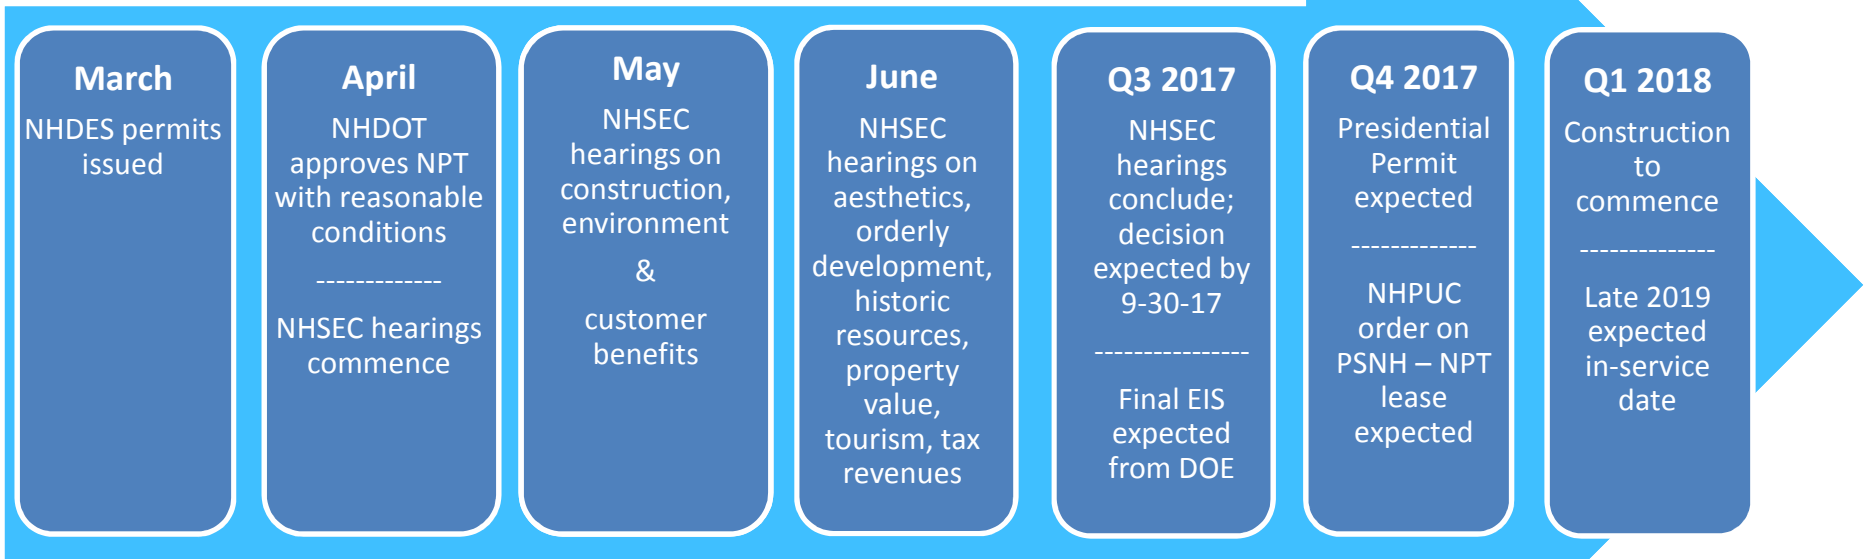 March
NHDES permits
issued
April
NHDOT
approves NPT
with reasonable
conditions
-------------
NHSEC hearings
commence
May
NHSEC
hearings on
construction,
environment
&
customer
benefits
June
NHSEC
hearings on
aesthetics,
orderly
development,
historic
resources,
property
value,
tourism, tax
revenues
Q3 2017
NHSEC
hearings
conclude;
decision
expected by
9-30-17
----------------
Final EIS
expected
from DOE
Q4 2017
Presidential
Permit
expected
-------------
NHPUC
order on
PSNH – NPT
lease
expected
Q1 2018
Construction
to
commence
--------------
Late 2019
expected
in-service
date